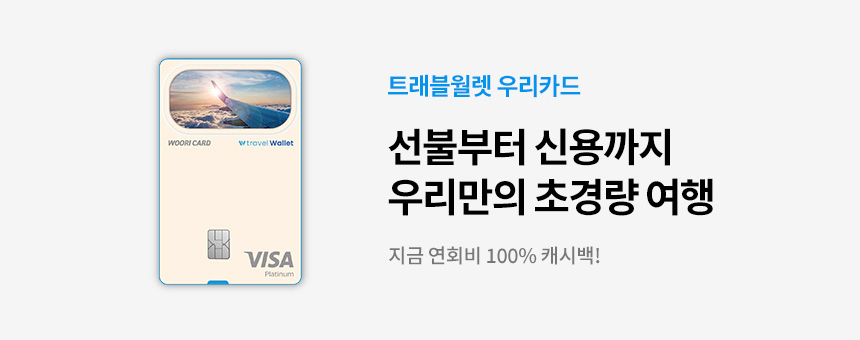 트래블월렛 우리카드
선불부터 신용까지
우리만의 초경량 여행
지금 연회비 100% 캐시백!
WOORI CARD
travel Wallet
VISA
Platinum